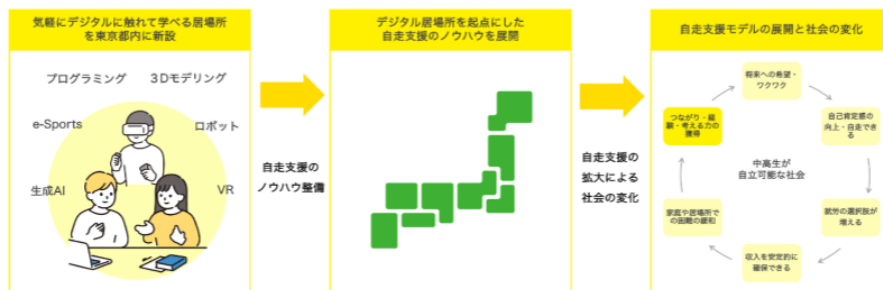 気軽にデジタルに触れて学べる居場所
を東京都内に新設
プログラミング
3Dモデリング
e-Sports
ロボット
生成AI
VR
自走支援の
ノウハウ整備
デジタル居場所を起点にした
自走支援のノウハウを展開
自走支援の
拡大による
社会の変化
自走支援モデルの展開と社会の変化
将来への希望・
ワクワク
自己肯定感の
向上・自走でき
る
就労の選択肢が
増える
収入を安定的に
確保できる
家庭や居場所で
の困難の緩和
つながり・経
験・考える力の
獲得
中高生が
自立可能な社会